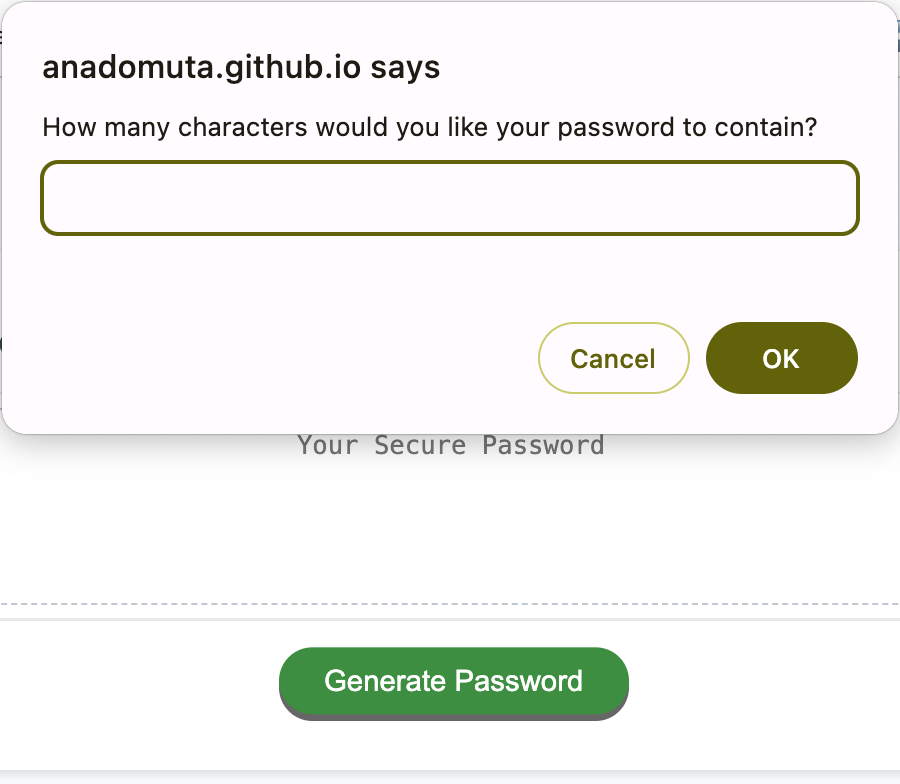 anadomuta.github.io says
How many characters would you like your password to contain?
Cancel
OK
Your Secure Password
Generate Password